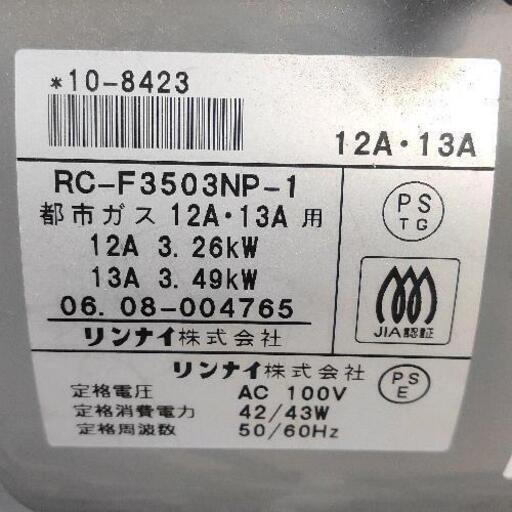 *10-8423
12A・13A
RC-F3503NP-1
都市ガス 12A・13A 用
12A 3.26kW
13A 3.49kW
06. 08-004765
リンナイ株式会社
PS
TG
JIA認証
リンナイ株式会社
定格電圧 AC 100V
定格消費電力 42/43W
定格周波数 50/60Hz
PS
E